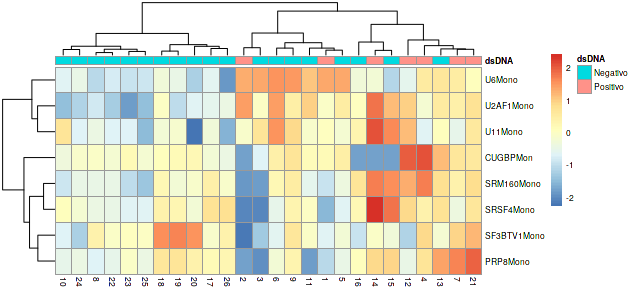 dsDNA
U6Mono
U2AF1Mono
U11Mono
CUGBPMon
SRM160Mono
SRSF4Mono
SF3BTV1Mono
PRP8Mono
10 24 8 22 23 25 18 19 20 17 26 2 3 6 9 11 1 5 16 14 15 12 4 13 7 21
2
1
0
-1
-2
dsDNA
Negativo
Positivo